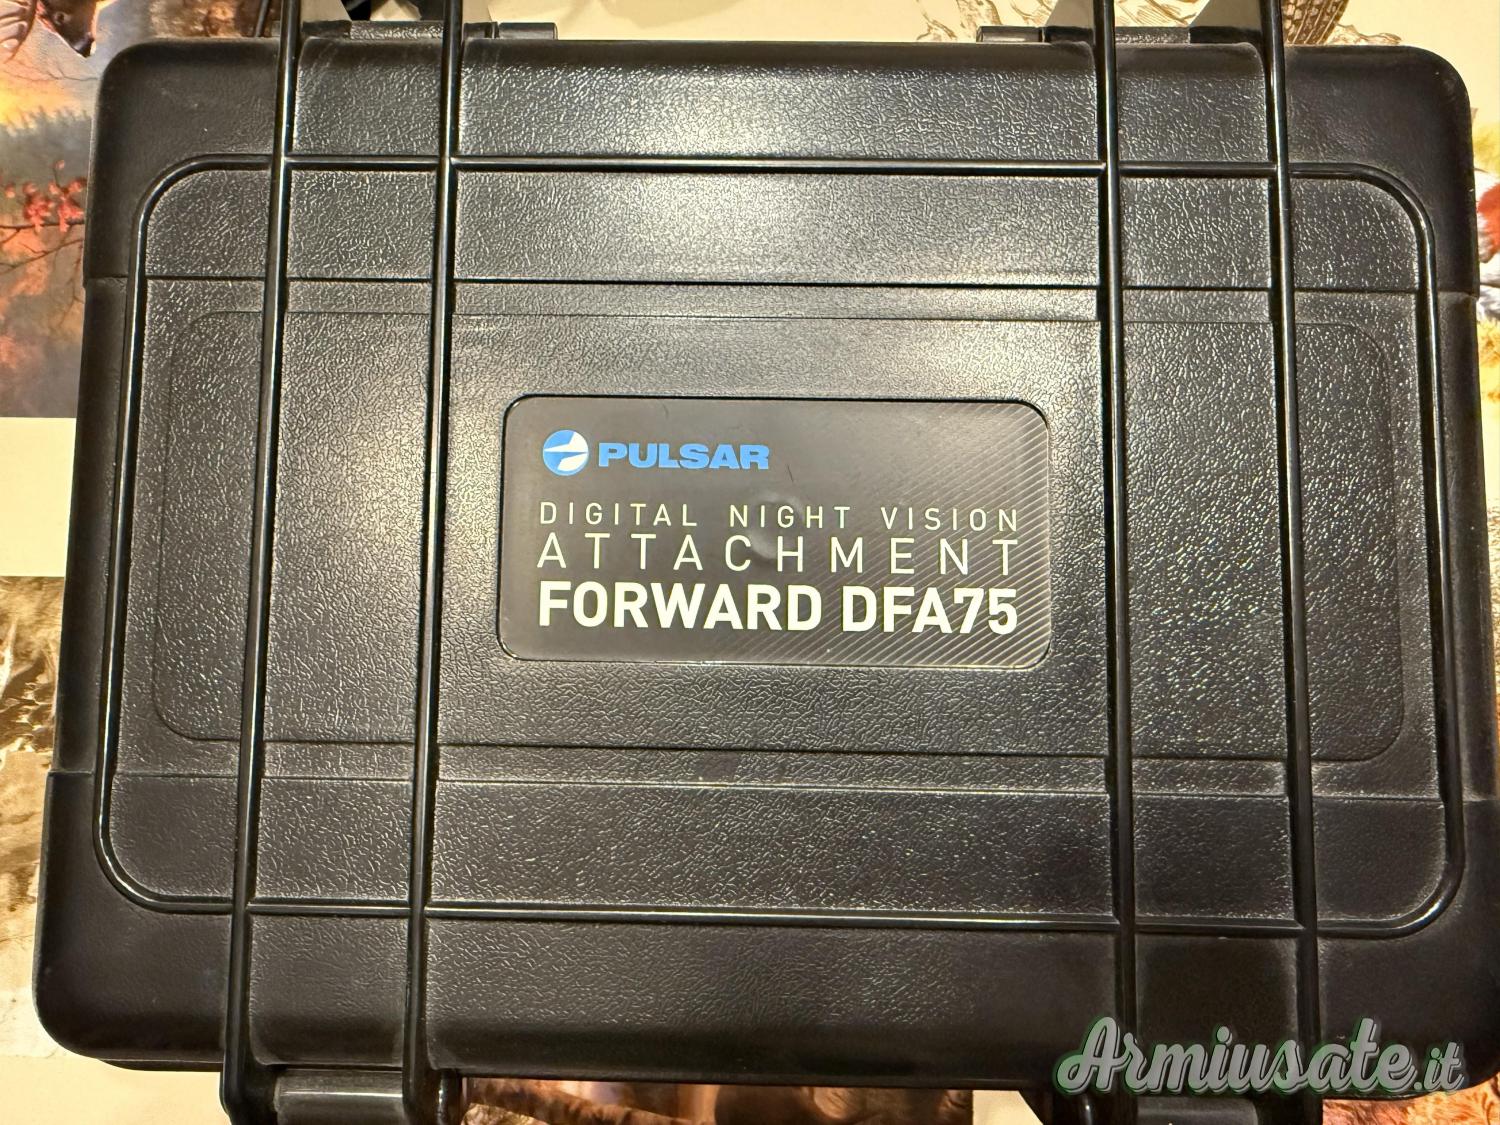 PULSAR
DIGITAL NIGHT VISION
ATTACHMENT
FORWARD DFA75
Armiusate.it